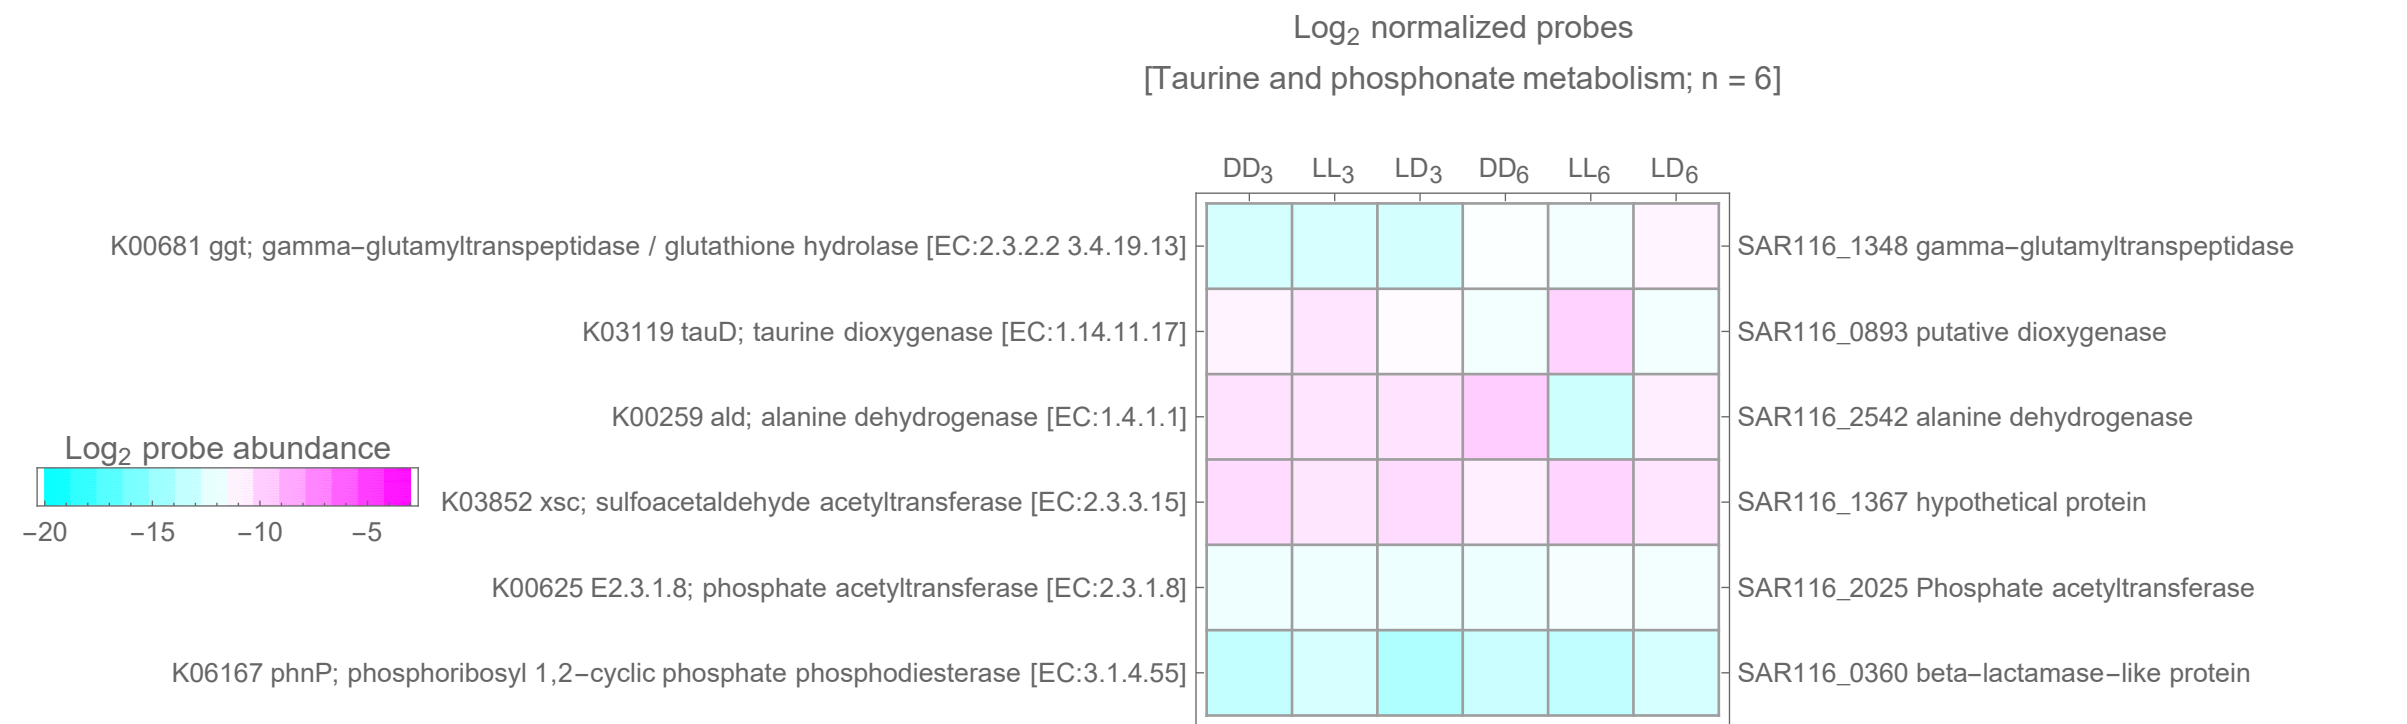 Log2 normalized probes
[Taurine and phosphonate metabolism; n = 6]
DD3 LL3 LD3 DD6 LL6 LD6
K00681 ggt; gamma−glutamyltranspeptidase / glutathione hydrolase [EC:2.3.2.2 3.4.19.13] SAR116_1348 gamma−glutamyltranspeptidase
K03119 tauD; taurine dioxygenase [EC:1.14.11.17] SAR116_0893 putative dioxygenase
K00259 ald; alanine dehydrogenase [EC:1.4.1.1] SAR116_2542 alanine dehydrogenase
Log2 probe abundance
−20 −15 −10 −5
K03852 xsc; sulfoacetaldehyde acetyltransferase [EC:2.3.3.15] SAR116_1367 hypothetical protein
K00625 E2.3.1.8; phosphate acetyltransferase [EC:2.3.1.8] SAR116_2025 Phosphate acetyltransferase
K06167 phnP; phosphoribosyl 1,2−cyclic phosphate phosphodiesterase [EC:3.1.4.55] SAR116_0360 beta−lactamase−like protein